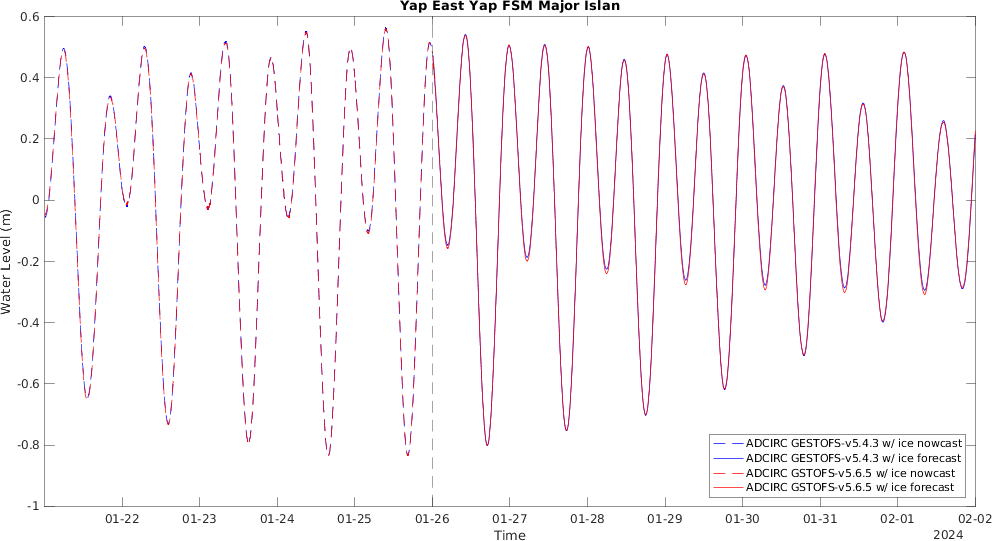 Yap East Yap FSM Major Islan
0.6
0.4
0.2
0
-0.2
-0.4
-0.6
-0.8
-1
Water Level (m)
ADCIRC GESTOFS-v5.4.3 w/ ice nowcast
ADCIRC GESTOFS-v5.4.3 w/ ice forecast
ADCIRC GSTOFS-v5.6.5 w/ ice nowcast
ADCIRC GSTOFS-v5.6.5 w/ ice forecast
01-22 01-23 01-24 01-25 01-26 01-27 01-28 01-29 01-30 01-31 02-01 02-02
Time
2024